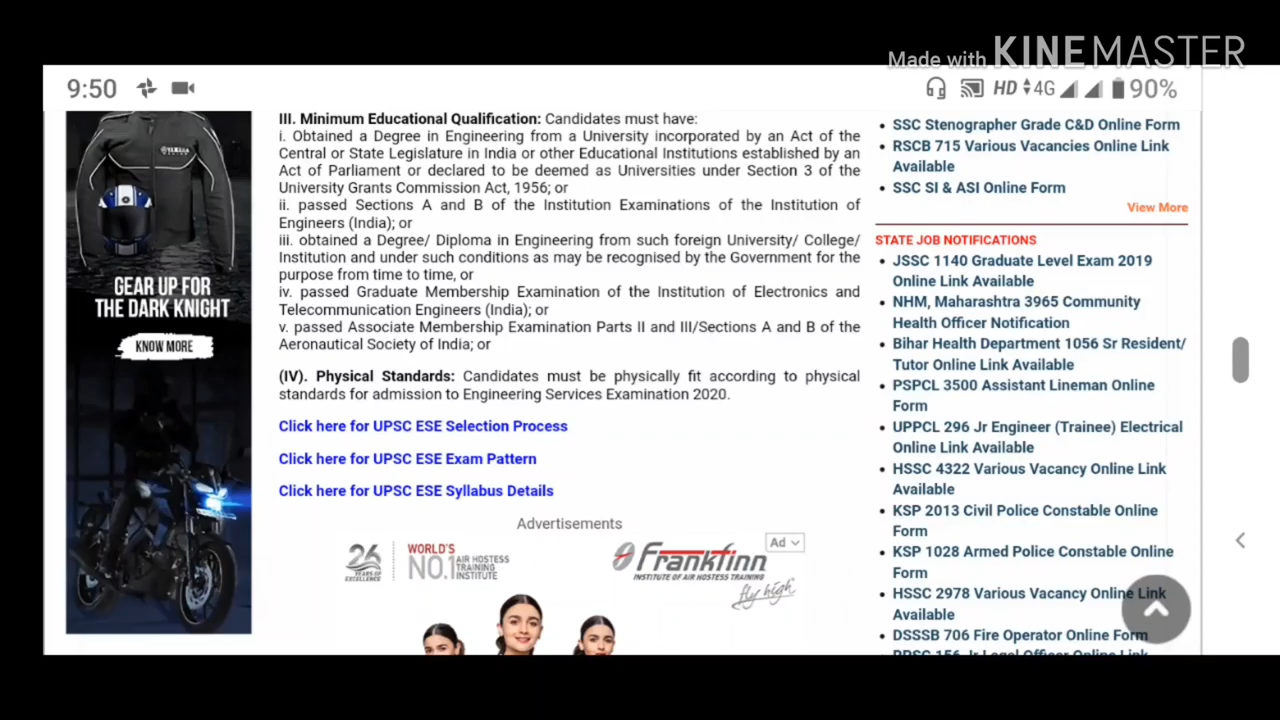 Made with KINEMASTER
9:50
HD 4G 90%
YAMAHA
GEAR UP FOR
THE DARK KNIGHT
KNOW MORE
III. Minimum Educational Qualification: Candidates must have:
i. Obtained a Degree in Engineering from a University incorporated by an Act of the
Central or State Legislature in India or other Educational Institutions established by an
Act of Parliament or declared to be deemed as Universities under Section 3 of the
University Grants Commission Act, 1956; or
ii. passed Sections A and B of the Institution Examinations of the Institution of
Engineers (India); or
iii. obtained a Degree/ Diploma in Engineering from such foreign University/ College/
Institution and under such conditions as may be recognised by the Government for the
purpose from time to time, or
iv. passed Graduate Membership Examination of the Institution of Electronics and
Telecommunication Engineers (India); or
v. passed Associate Membership Examination Parts II and III/Sections A and B of the
Aeronautical Society of India; or
(IV). Physical Standards: Candidates must be physically fit according to physical
standards for admission to Engineering Services Examination 2020.
Click here for UPSC ESE Selection Process
Click here for UPSC ESE Exam Pattern
Click here for UPSC ESE Syllabus Details
Advertisements
26
YEARS OF
EXCELLENCE
WORLD'S
NO.1 AIR HOSTESS
TRAINING
INSTITUTE
Frankfinn
INSTITUTE OF AIR HOSTESS TRAINING
fly high
Ad
SSC Stenographer Grade C&D Online Form
RSCB 715 Various Vacancies Online Link
Available
SSC SI & ASI Online Form
View More
STATE JOB NOTIFICATIONS
JSSC 1140 Graduate Level Exam 2019
Online Link Available
NHM, Maharashtra 3965 Community
Health Officer Notification
Bihar Health Department 1056 Sr Resident/
Tutor Online Link Available
PSPCL 3500 Assistant Lineman Online
Form
UPPCL 296 Jr Engineer (Trainee) Electrical
Online Link Available
HSSC 4322 Various Vacancy Online Link
Available
KSP 2013 Civil Police Constable Online
Form
KSP 1028 Armed Police Constable Online
Form
HSSC 2978 Various Vacancy Online Link
Available
DSSSB 706 Fire Operator Online Form
156 Jr Legal Officer Online Link